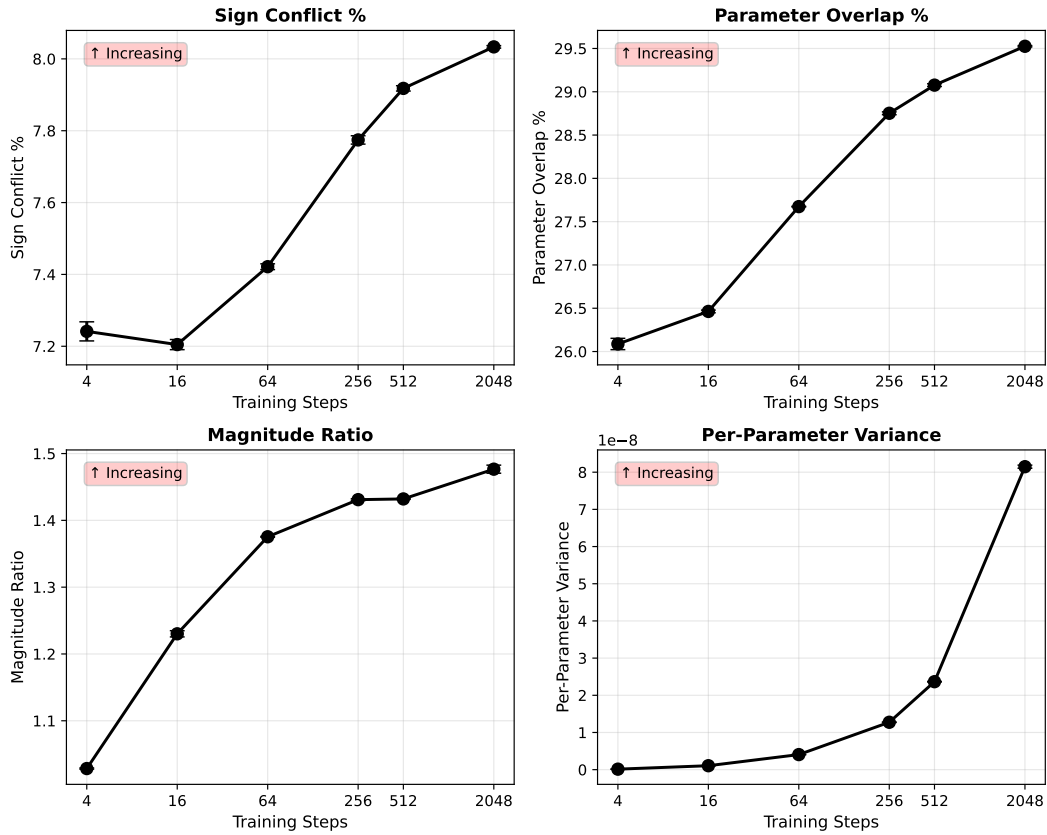 Sign Conflict %
↑ Increasing
Sign Conflict %
8.0
7.8
7.6
7.4
7.2
4 16 64 256 512 2048
Training Steps
Parameter Overlap %
↑ Increasing
Parameter Overlap %
29.5
29.0
28.5
28.0
27.5
27.0
26.5
26.0
4 16 64 256 512 2048
Training Steps
Magnitude Ratio
↑ Increasing
Magnitude Ratio
1.5
1.4
1.3
1.2
1.1
4 16 64 256 512 2048
Training Steps
Per-Parameter Variance
1e−8
↑ Increasing
Per-Parameter Variance
8
7
6
5
4
3
2
1
0
4 16 64 256 512 2048
Training Steps